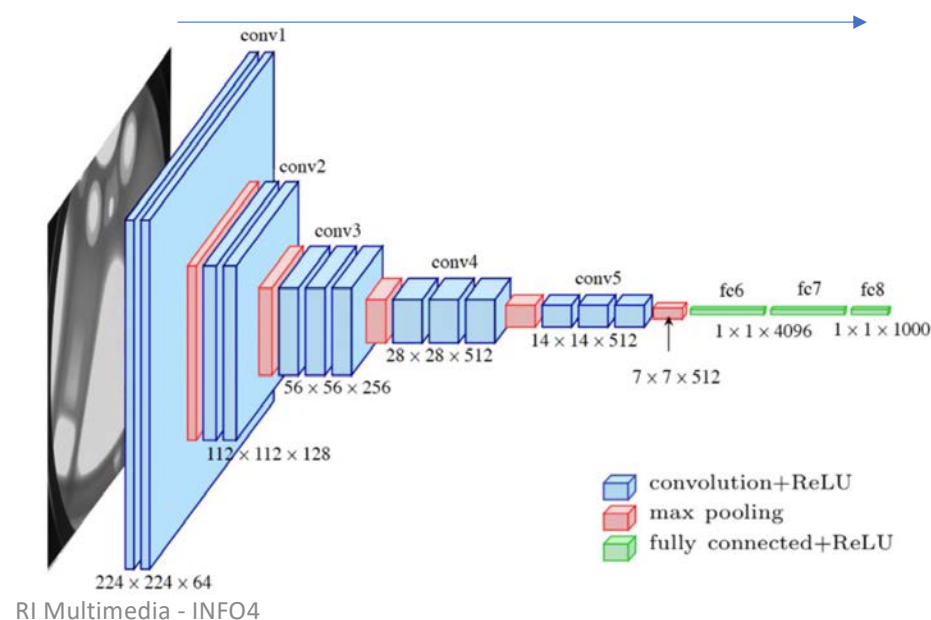 conv1
conv2
conv3
conv4
conv5
fc6
fc7
fc8
224 × 224 × 64
112 × 112 × 128
56 × 56 × 256
28 × 28 × 512
14 × 14 × 512
7 × 7 × 512
1 × 1 × 4096
1 × 1 × 1000
convolution+ReLU
max pooling
fully connected+ReLU
RI Multimedia - INFO4